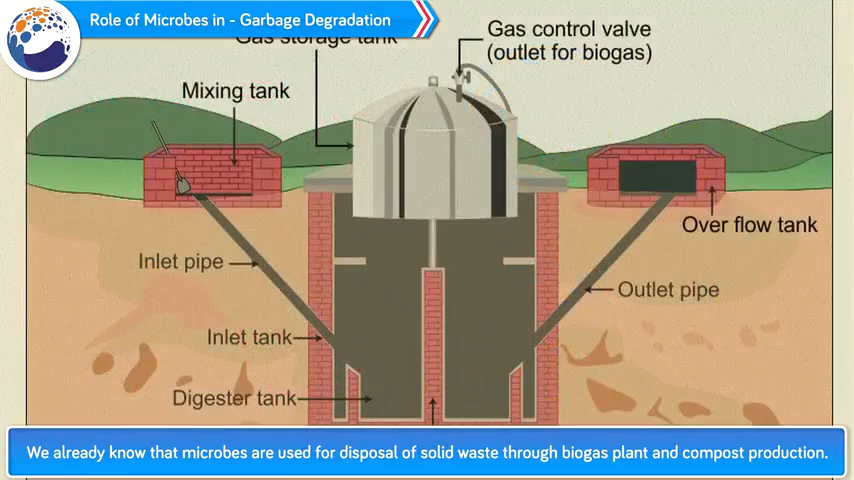 Role of Microbes in - Garbage Degradation
Gas storage tank
Gas control valve
(outlet for biogas)
Mixing tank
Over flow tank
Inlet pipe
Outlet pipe
Inlet tank
Digester tank
We already know that microbes are used for disposal of solid waste through biogas plant and compost production.